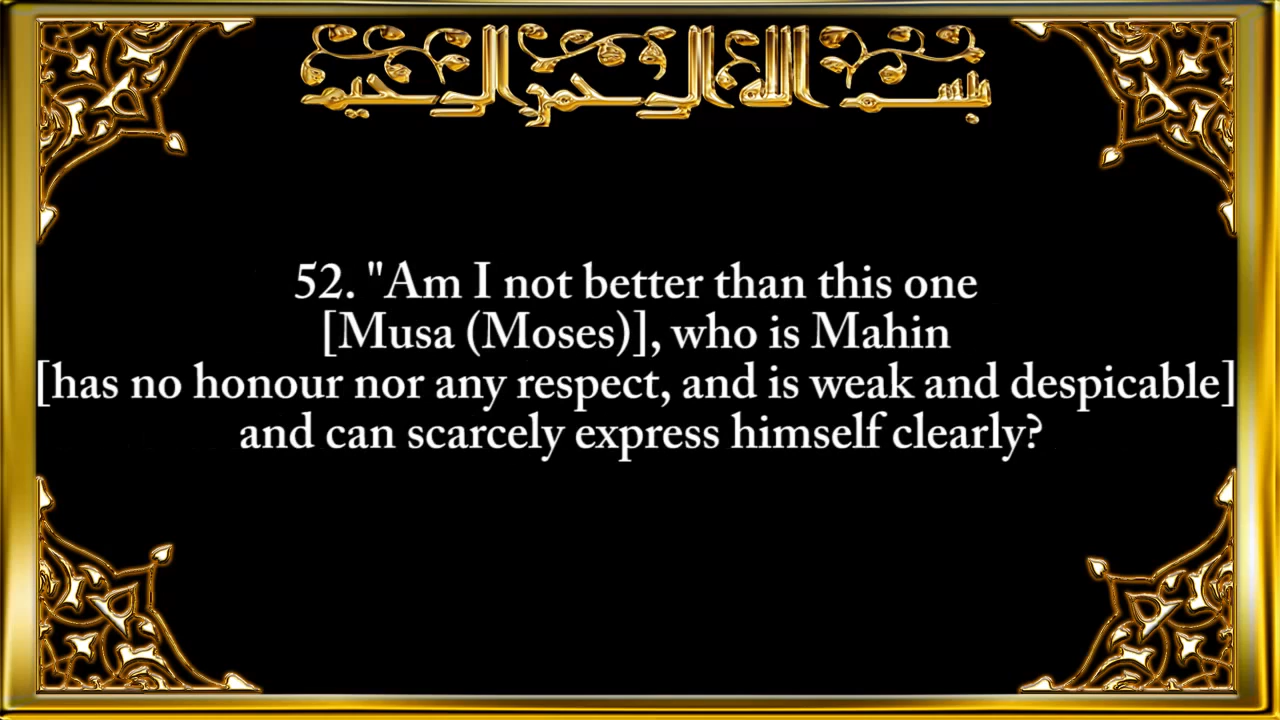 بسم الله الرحمن الرحيم
52. "Am I not better than this one
[Musa (Moses)], who is Mahin
[has no honour nor any respect, and is weak and despicable]
and can scarcely express himself clearly?